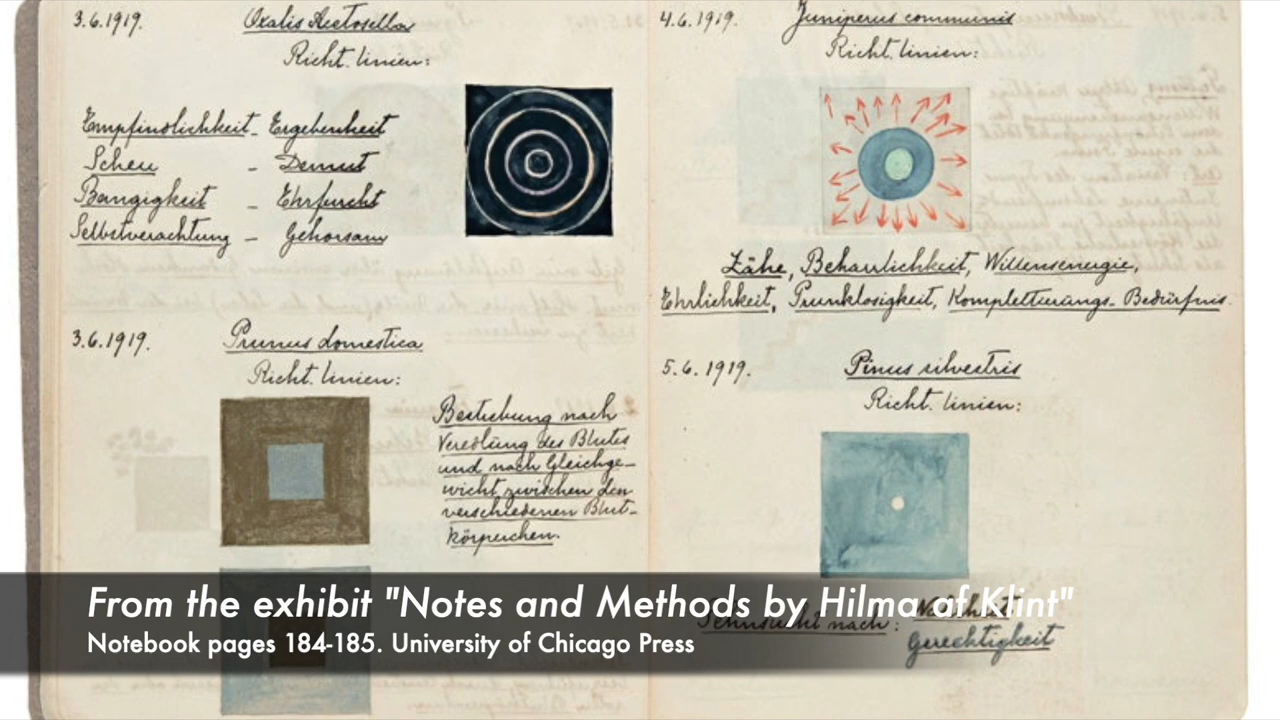 3.6.1919. Oxalis Acetosella
Richt. linien:
Empfindlichkeit - Ergebenheit
Scheu - Demut
Bangigkeit - Ehrfurcht
Selbstverachtung - Gehorsam
3.6.1919. Prunus domestica
Richt. linien:
Bestrebung nach
Veredlung des Blutes
und nach Gleichge-
wicht zwischen den
verschiedenen Blut-
körperchen.
4.6.1919. Juniperus communis
Richt. linien:
Zähe, Beharrlichkeit, Willensenergie,
Ehrlichkeit, Prunklosigkeit, Komplettierungs-Bedürfnis.
5.6.1919. Pinus silvestris
Richt. linien:
Sehnsucht nach: Wahrheit
Gerechtigkeit
From the exhibit "Notes and Methods by Hilma af Klint"
Notebook pages 184-185. University of Chicago Press